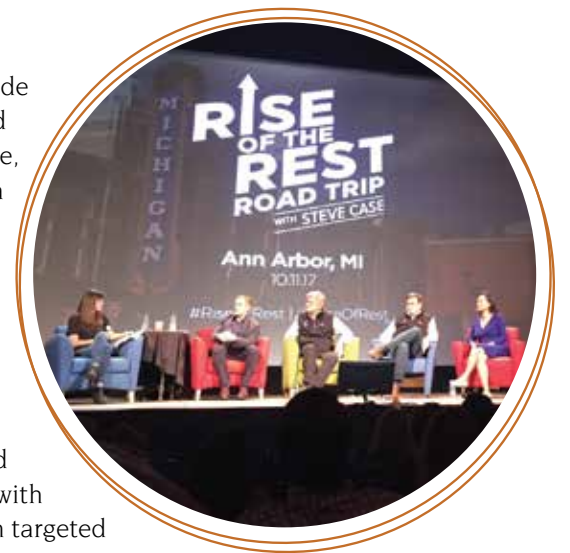 de
d
e,
MICHIGAN
RISE
OF THE
REST
ROAD TRIP
WITH STEVE CASE
Ann Arbor, MI
10.11.17
d
with
targeted